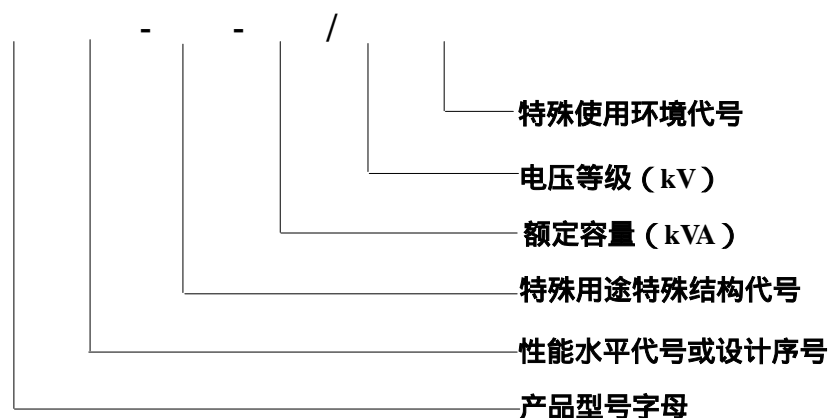 - - /
特殊使用环境代号
电压等级（kV）
额定容量（kVA）
特殊用途特殊结构代号
性能水平代号或设计序号
产品型号字母